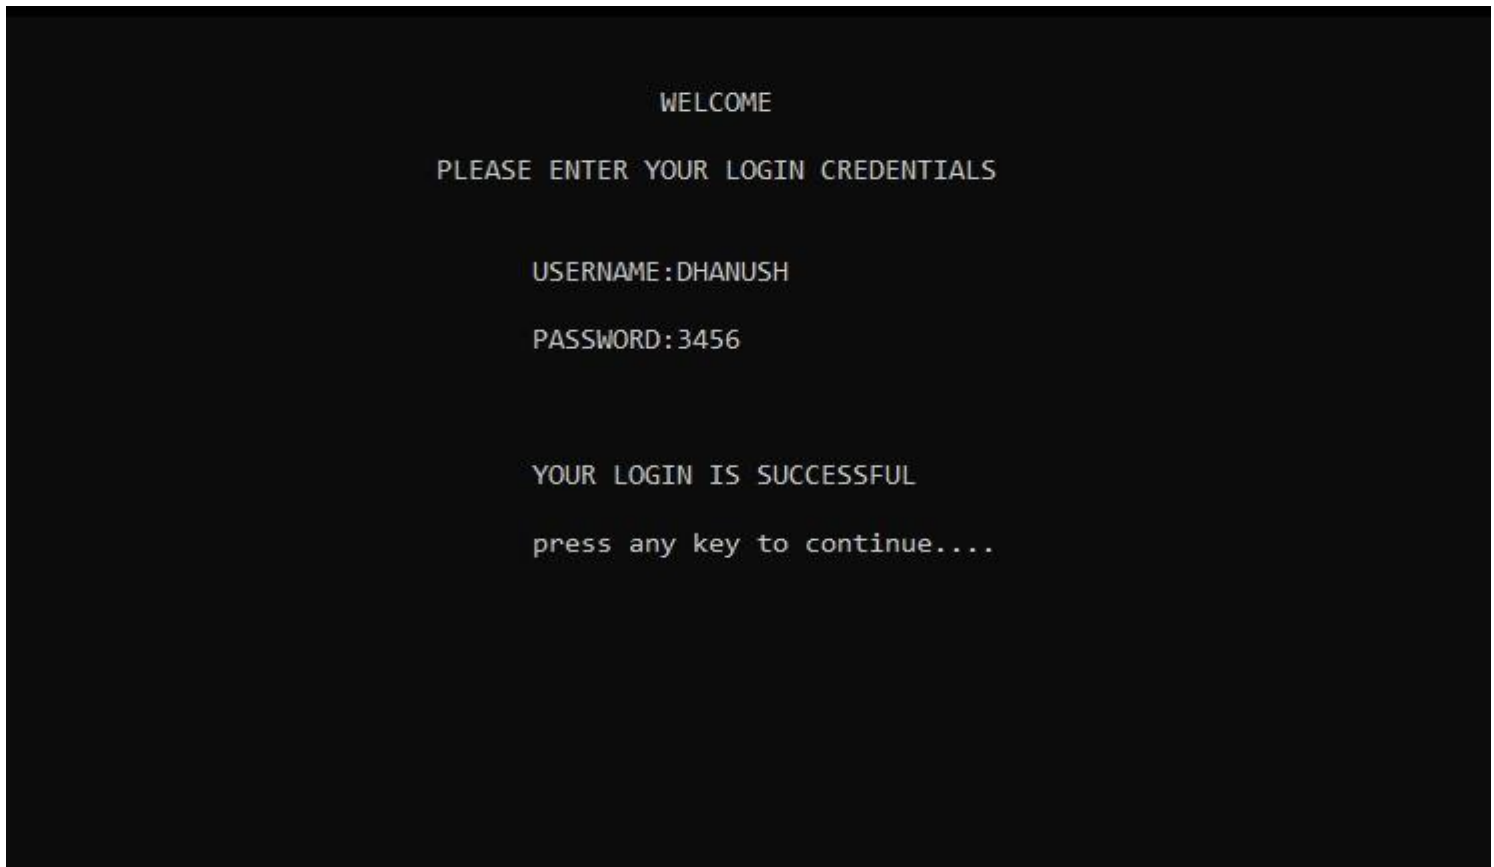 WELCOME
PLEASE ENTER YOUR LOGIN CREDENTIALS
USERNAME:DHANUSH
PASSWORD:3456
YOUR LOGIN IS SUCCESSFUL
press any key to continue....